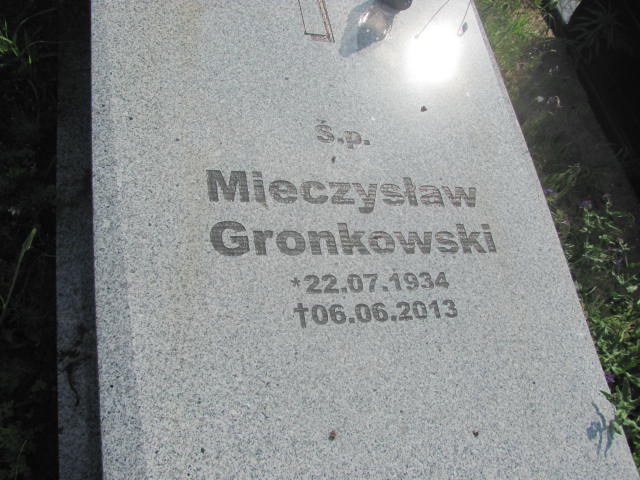 Ś.p.
Mieczysław
Gronkowski
*22.07.1934
†06.06.2013